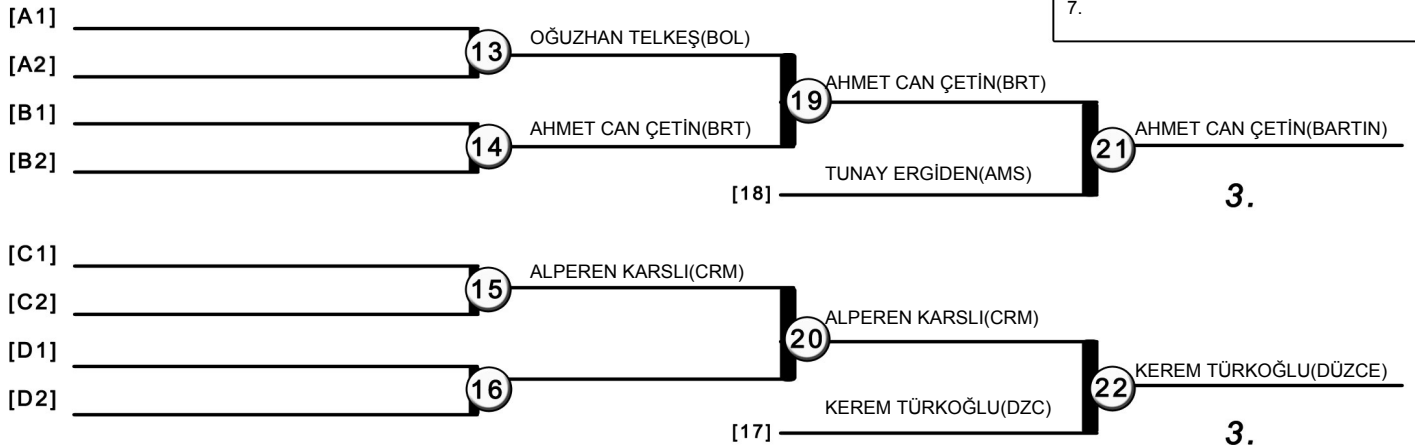 7.
[A1]
13
OĞUZHAN TELKEŞ(BOL)
[A2]
19
AHMET CAN ÇETİN(BRT)
[B1]
14
AHMET CAN ÇETİN(BRT)
21
AHMET CAN ÇETİN(BARTIN)
[B2]
TUNAY ERGİDEN(AMS)
[18]
3.
[C1]
15
ALPEREN KARSLI(CRM)
[C2]
20
ALPEREN KARSLI(CRM)
[D1]
16
22
KEREM TÜRKOĞLU(DÜZCE)
[D2]
KEREM TÜRKOĞLU(DZC)
[17]
3.